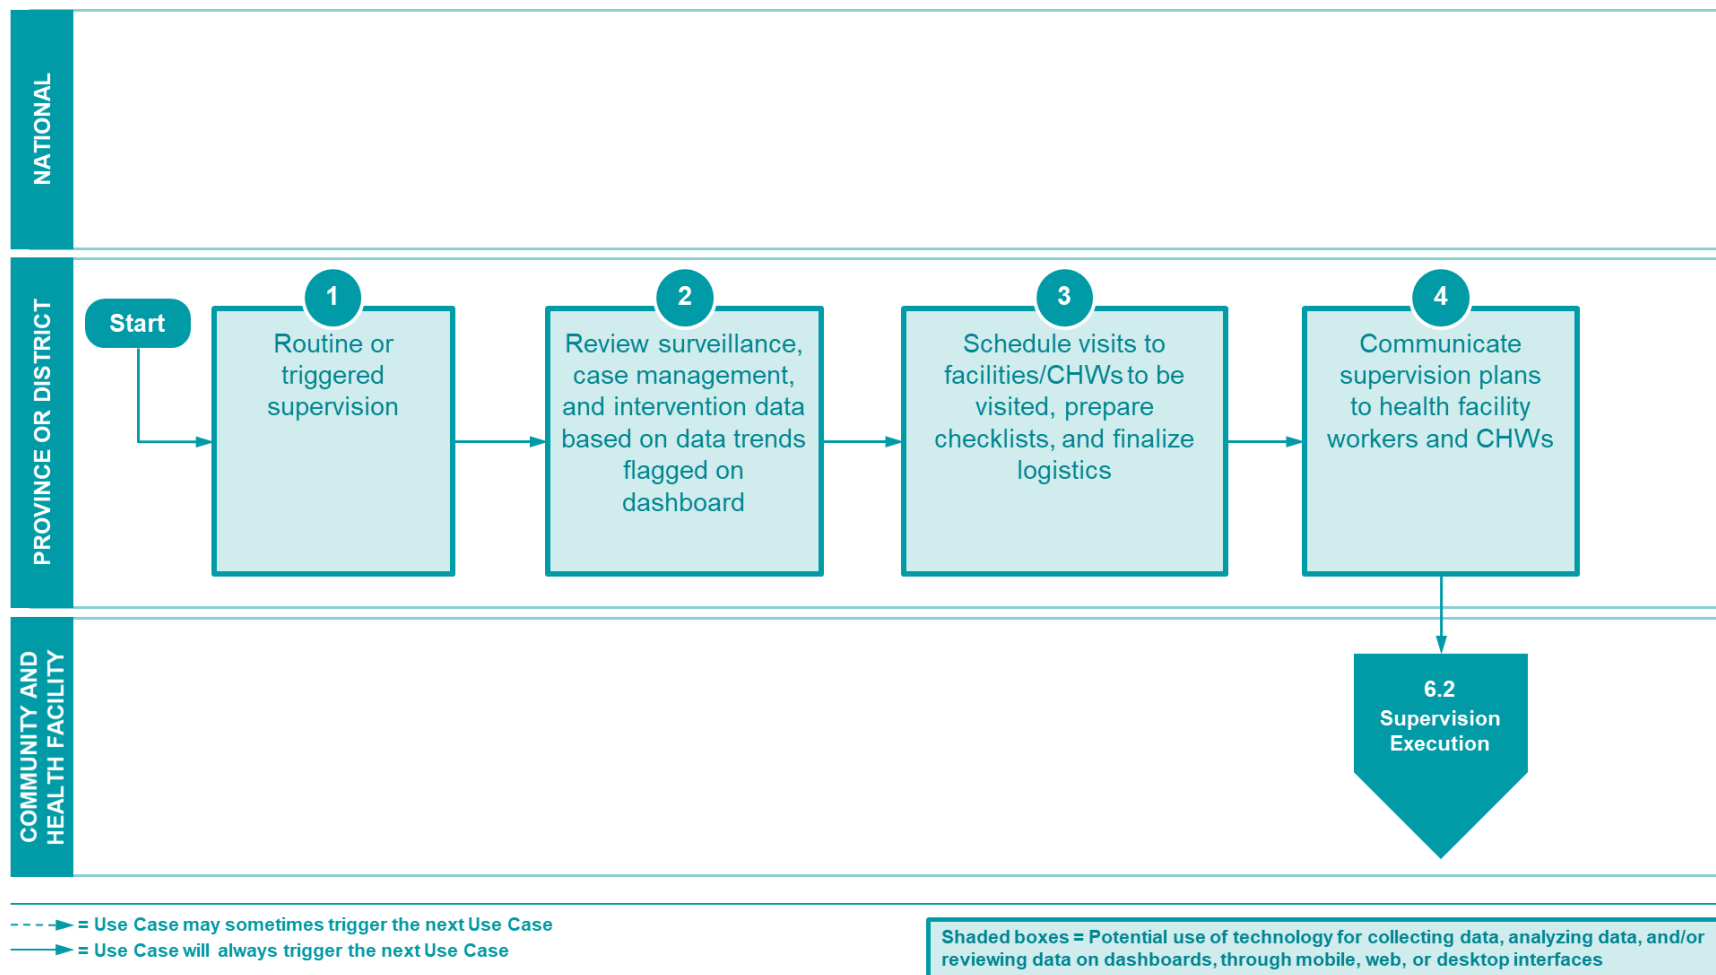 NATIONAL
PROVINCE OR DISTRICT
Start
1
Routine or
triggered
supervision
2
Review surveillance,
case management,
and intervention data
based on data trends
flagged on
dashboard
3
Schedule visits to
facilities/CHWs to be
visited, prepare
checklists, and finalize
logistics
4
Communicate
supervision plans
to health facility
workers and CHWs
COMMUNITY AND
HEALTH FACILITY
6.2
Supervision
Execution
= Use Case may sometimes trigger the next Use Case
= Use Case will always trigger the next Use Case
Shaded boxes = Potential use of technology for collecting data, analyzing data, and/or
reviewing data on dashboards, through mobile, web, or desktop interfaces